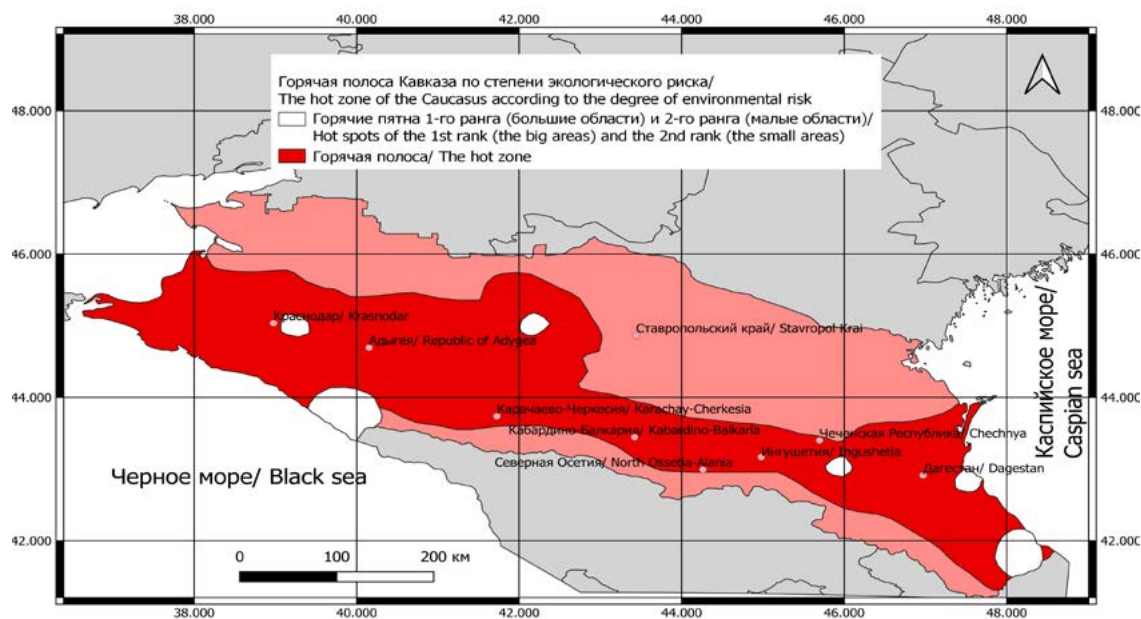 38.000 40.000 42.000 44.000 46.000 48.000
Горячая полоса Кавказа по степени экологического риска/
The hot zone of the Caucasus according to the degree of environmental risk
Горячие пятна 1-го ранга (большие области) и 2-го ранга (малые области)/
Hot spots of the 1st rank (the big areas) and the 2nd rank (the small areas)
Горячая полоса/ The hot zone
48.000 48.000
46.000 46.000
Краснодар/ Krasnodar
Ставропольский край/ Stavropol Krai
Адыгея/ Republic of Adygea
Каспийское море/
Caspian sea
44.000 44.000
Карачаево-Черкесия/ Karachay-Cherkesia
Кабардино-Балкария/ Kabardino-Balkaria
Чеченская Республика/ Chechnya
Ингушетия/ Ingushetia
Северная Осетия/ North Ossetia-Alania
Дагестан/ Dagestan
Черное море/ Black sea
42.000 42.000
0 100 200 км
38.000 40.000 42.000 44.000 46.000 48.000